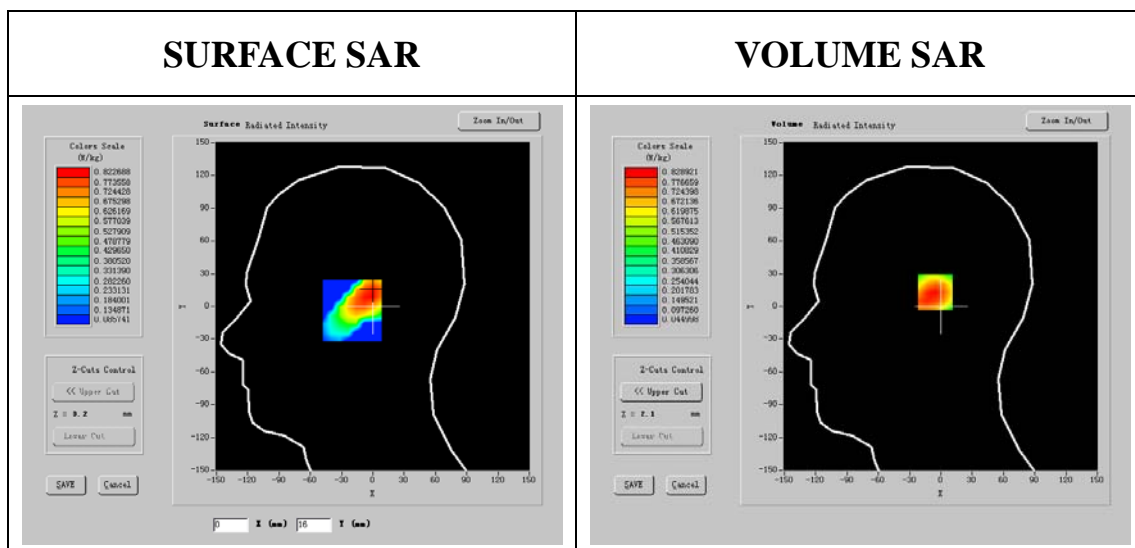 SURFACE SAR
VOLUME SAR
Surface Radiated Intensity
Zoom In/Out
Colors Scale
(W/kg)
0.822688
0.773558
0.724428
0.675298
0.626169
0.577039
0.527909
0.478779
0.429650
0.380520
0.331390
0.282260
0.233131
0.184001
0.134871
0.085741
150
120
90
60
30
0
-30
-60
-90
-120
-150
Y
-150 -120 -90 -60 -30 0 30 60 90 120 150
X
Z-Cuts Control
<< Upper Cut
mm
Lower Cut
SAVE Cancel
0 X (mm) 16 Y (mm)
Volume Radiated Intensity
Zoom In/Out
Colors Scale
(W/kg)
0.828921
0.776659
0.724398
0.672136
0.619875
0.567613
0.515352
0.463090
0.410829
0.358567
0.306306
0.254044
0.201783
0.149521
0.097260
0.044998
150
120
90
60
30
0
-30
-60
-90
-120
-150
Y
-150 -120 -90 -60 -30 0 30 60 90 120 150
X
Z-Cuts Control
<< Upper Cut
mm
Lower Cut
SAVE Cancel